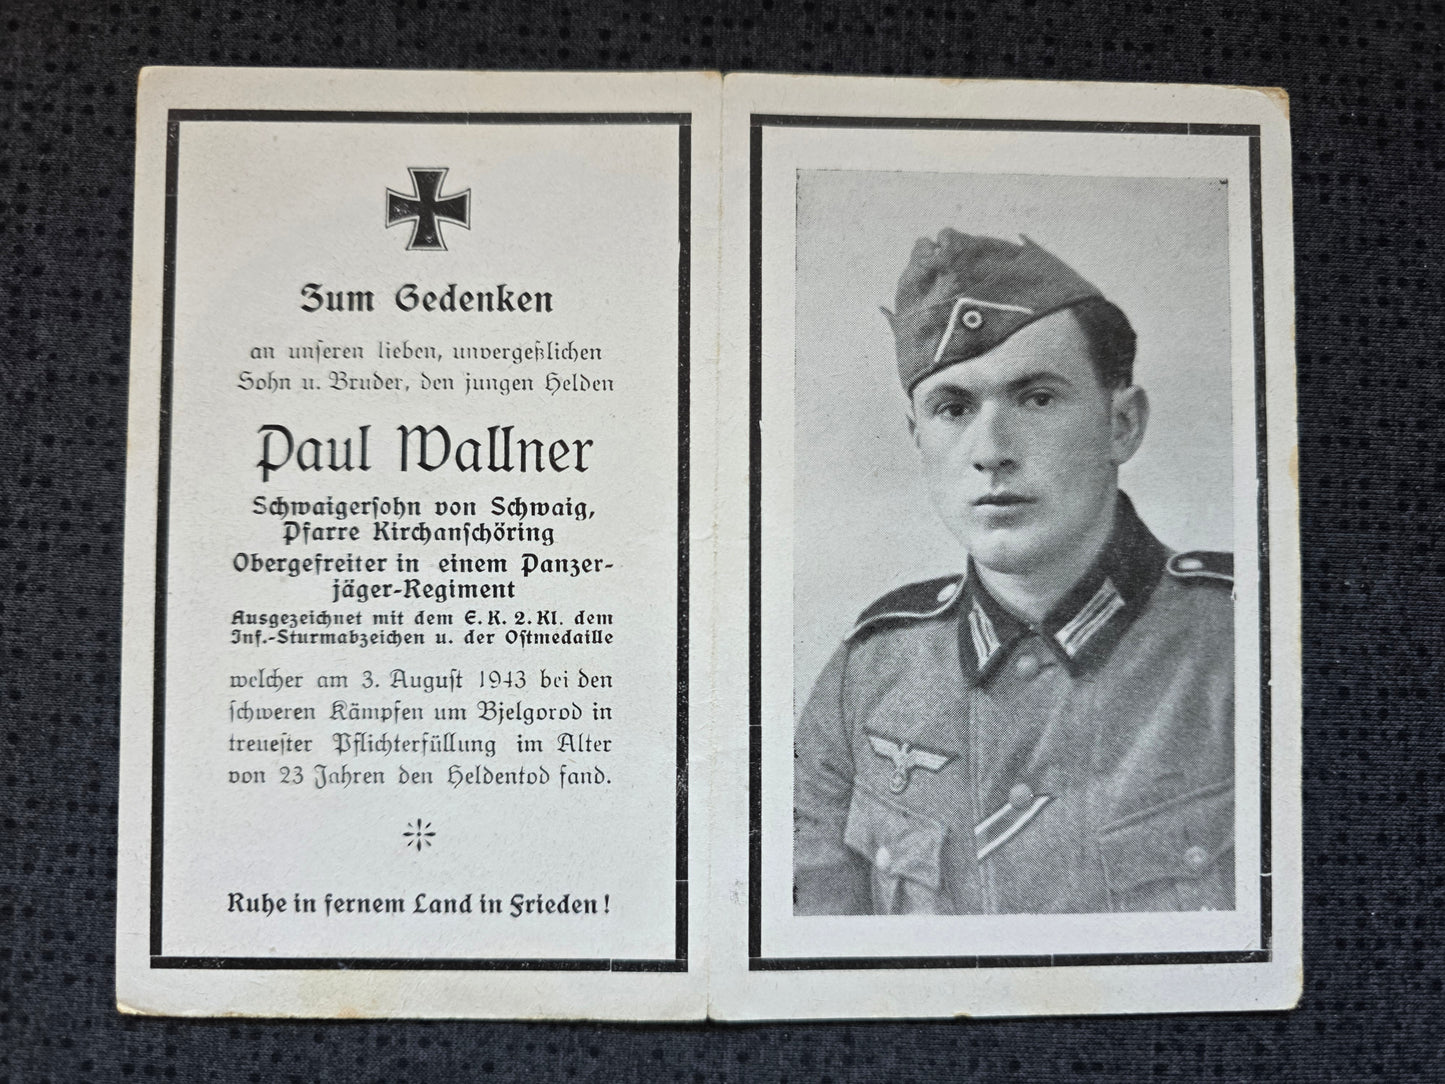 Zum Gedenken
an unseren lieben, unvergeßlichen
Sohn u. Bruder, den jungen Helden
Paul Wallner
Schwaigersohn von Schwaig,
Pfarre Kirchanschöring
Obergefreiter in einem Panzer-
jäger-Regiment
Ausgezeichnet mit dem E. K. 2. Kl. dem
Inf.-Sturmabzeichen u. der Ostmedaille
welcher am 3. August 1943 bei den
schweren Kämpfen um Bjelgorod in
treuester Pflichterfüllung im Alter
von 23 Jahren den Heldentod fand.
Ruhe in fernem Land in Frieden!